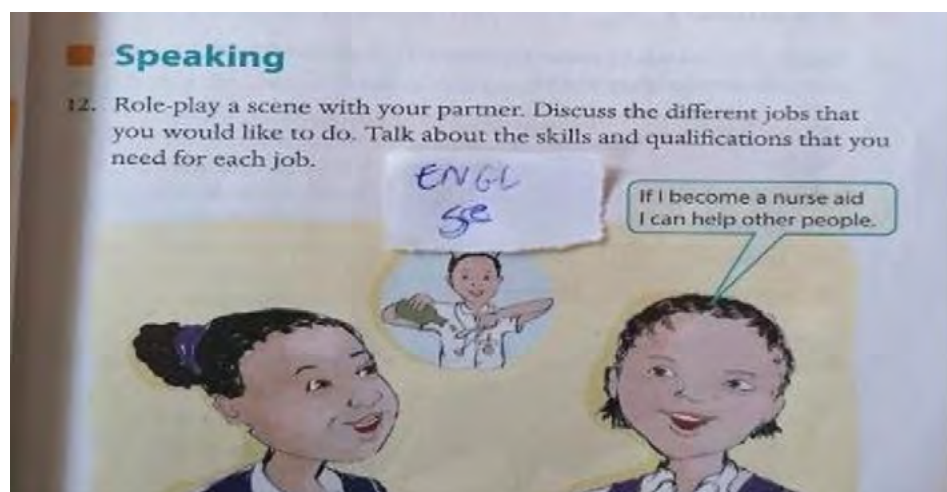 Speaking
12. Role-play a scene with your partner. Discuss the different jobs that
you would like to do. Talk about the skills and qualifications that you
need for each job.
ENGL
se
If I become a nurse aid
I can help other people.